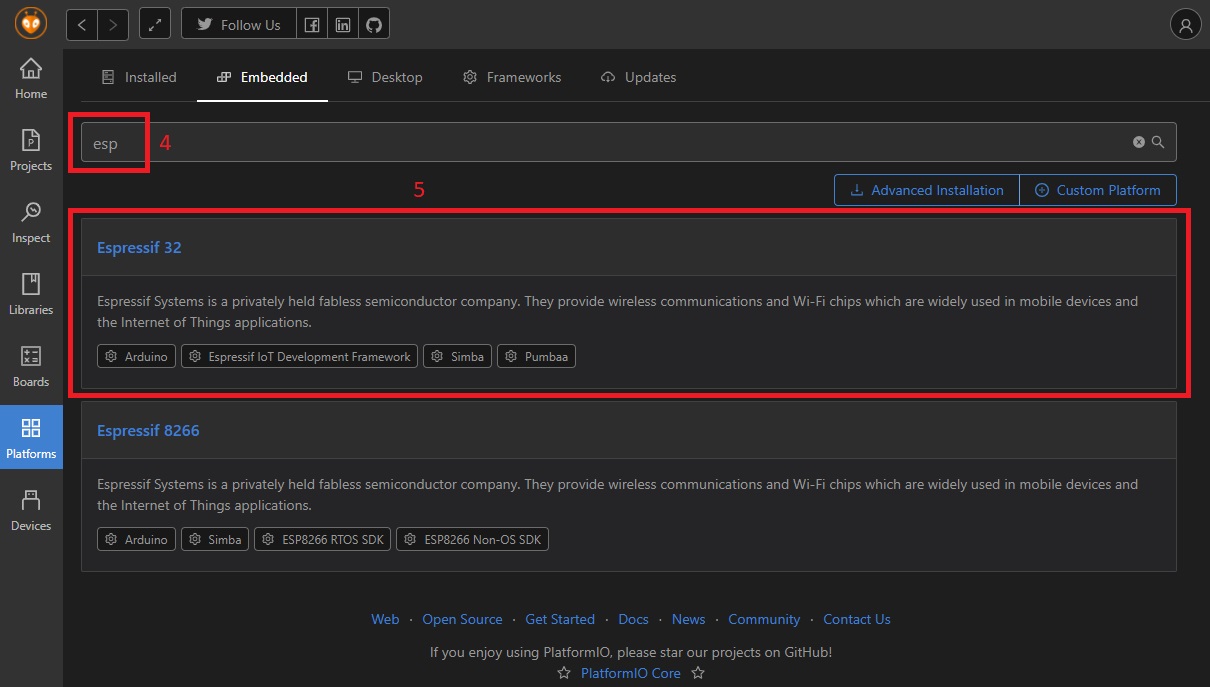 Follow Us
Home
Projects
Inspect
Libraries
Boards
Platforms
Devices
Installed Embedded Desktop Frameworks Updates
esp 4
5
Advanced Installation Custom Platform
Espressif 32
Espressif Systems is a privately held fabless semiconductor company. They provide wireless communications and Wi-Fi chips which are widely used in mobile devices and
the Internet of Things applications.
Arduino Espressif IoT Development Framework Simba Pumbaa
Espressif 8266
Espressif Systems is a privately held fabless semiconductor company. They provide wireless communications and Wi-Fi chips which are widely used in mobile devices and
the Internet of Things applications.
Arduino Simba ESP8266 RTOS SDK ESP8266 Non-OS SDK
Web · Open Source · Get Started · Docs · News · Community · Contact Us
If you enjoy using PlatformIO, please star our projects on GitHub!
PlatformIO Core